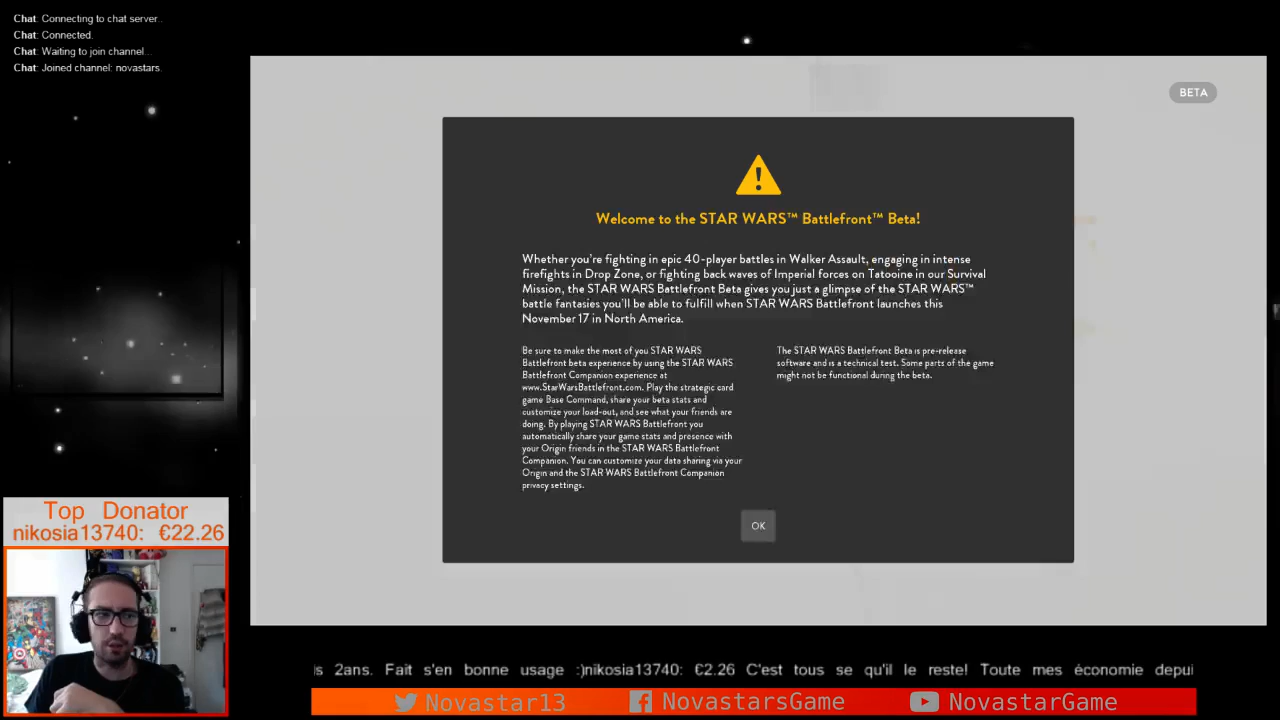 Chat: Connecting to chat server..
Chat: Connected.
Chat: Waiting to join channel...
Chat: Joined channel: novastars.
BETA
Welcome to the STAR WARS™ Battlefront™ Beta!
Whether you're fighting in epic 40-player battles in Walker Assault, engaging in intense
firefights in Drop Zone, or fighting back waves of Imperial forces on Tatooine in our Survival
Mission, the STAR WARS Battlefront Beta gives you just a glimpse of the STAR WARS™
battle fantasies you'll be able to fulfill when STAR WARS Battlefront launches this
November 17 in North America.
Be sure to make the most of you STAR WARS
Battlefront beta experience by using the STAR WARS
Battlefront Companion experience at
www.StarWarsBattlefront.com. Play the strategic card
game Base Command, share your beta stats and
customize your load-out, and see what your friends are
doing. By playing STAR WARS Battlefront you
automatically share your game stats and presence with
your Origin friends in the STAR WARS Battlefront
Companion. You can customize your data sharing via your
Origin and the STAR WARS Battlefront Companion
privacy settings.
The STAR WARS Battlefront Beta is pre-release
software and is a technical test. Some parts of the game
might not be functional during the beta.
OK
Top Donator
nikosia13740: €22.26
is 2ans. Fait s'en bonne usage :)nikosia13740: €2.26 C'est tous se qu'il le reste! Toute mes économie depui
Novastar13
NovastarsGame
NovastarGame